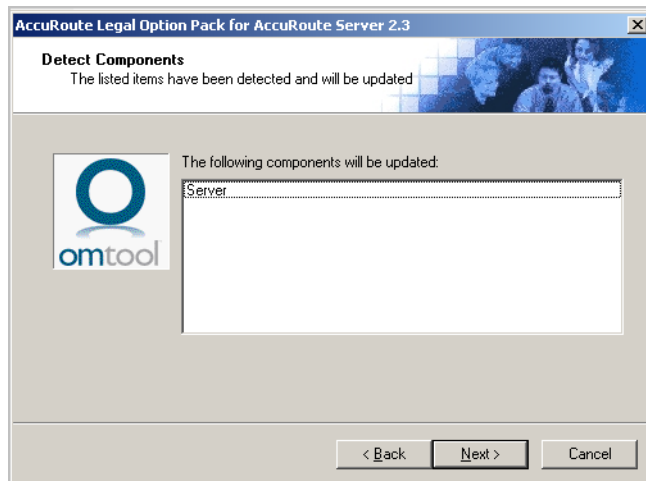 AccuRoute Legal Option Pack for AccuRoute Server 2.3
Detect Components
The listed items have been detected and will be updated
The following components will be updated:
Server
omtool
< Back
Next >
Cancel